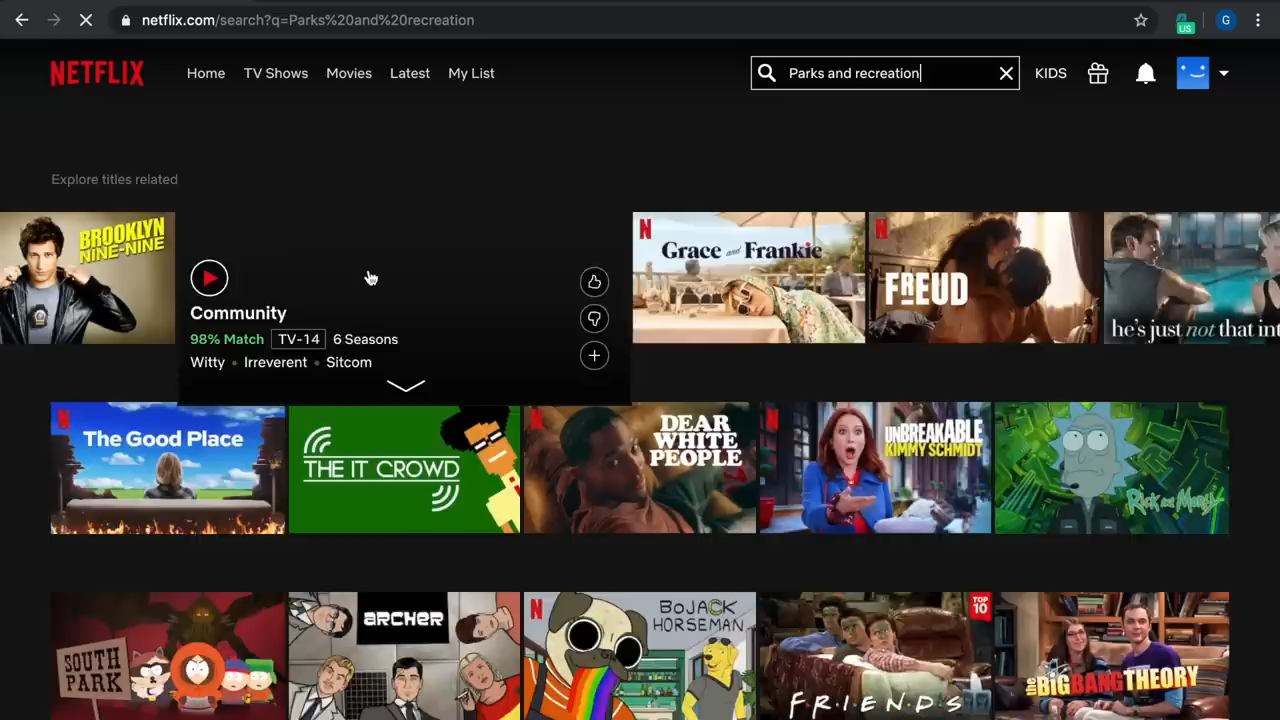 netflix.com/search?q=Parks%20and%20recreation
US
G
NETFLIX
Home
TV Shows
Movies
Latest
My List
Parks and recreation
KIDS
Explore titles related
BROOKLYN
NINE-NINE
Community
98% Match
TV-14
6 Seasons
Witty • Irreverent • Sitcom
N
Grace and Frankie
N
FREUD
he's just not that int
N
The Good Place
THE IT CROWD
N
DEAR
WHITE
PEOPLE
N
UNBREAKABLE
KIMMY SCHMIDT
Rick and Morty
SOUTH
PARK
ARCHER
N
BOJACK
HORSEMAN
TOP
10
F·R·I·E·N·D·S
the BIG BANG THEORY